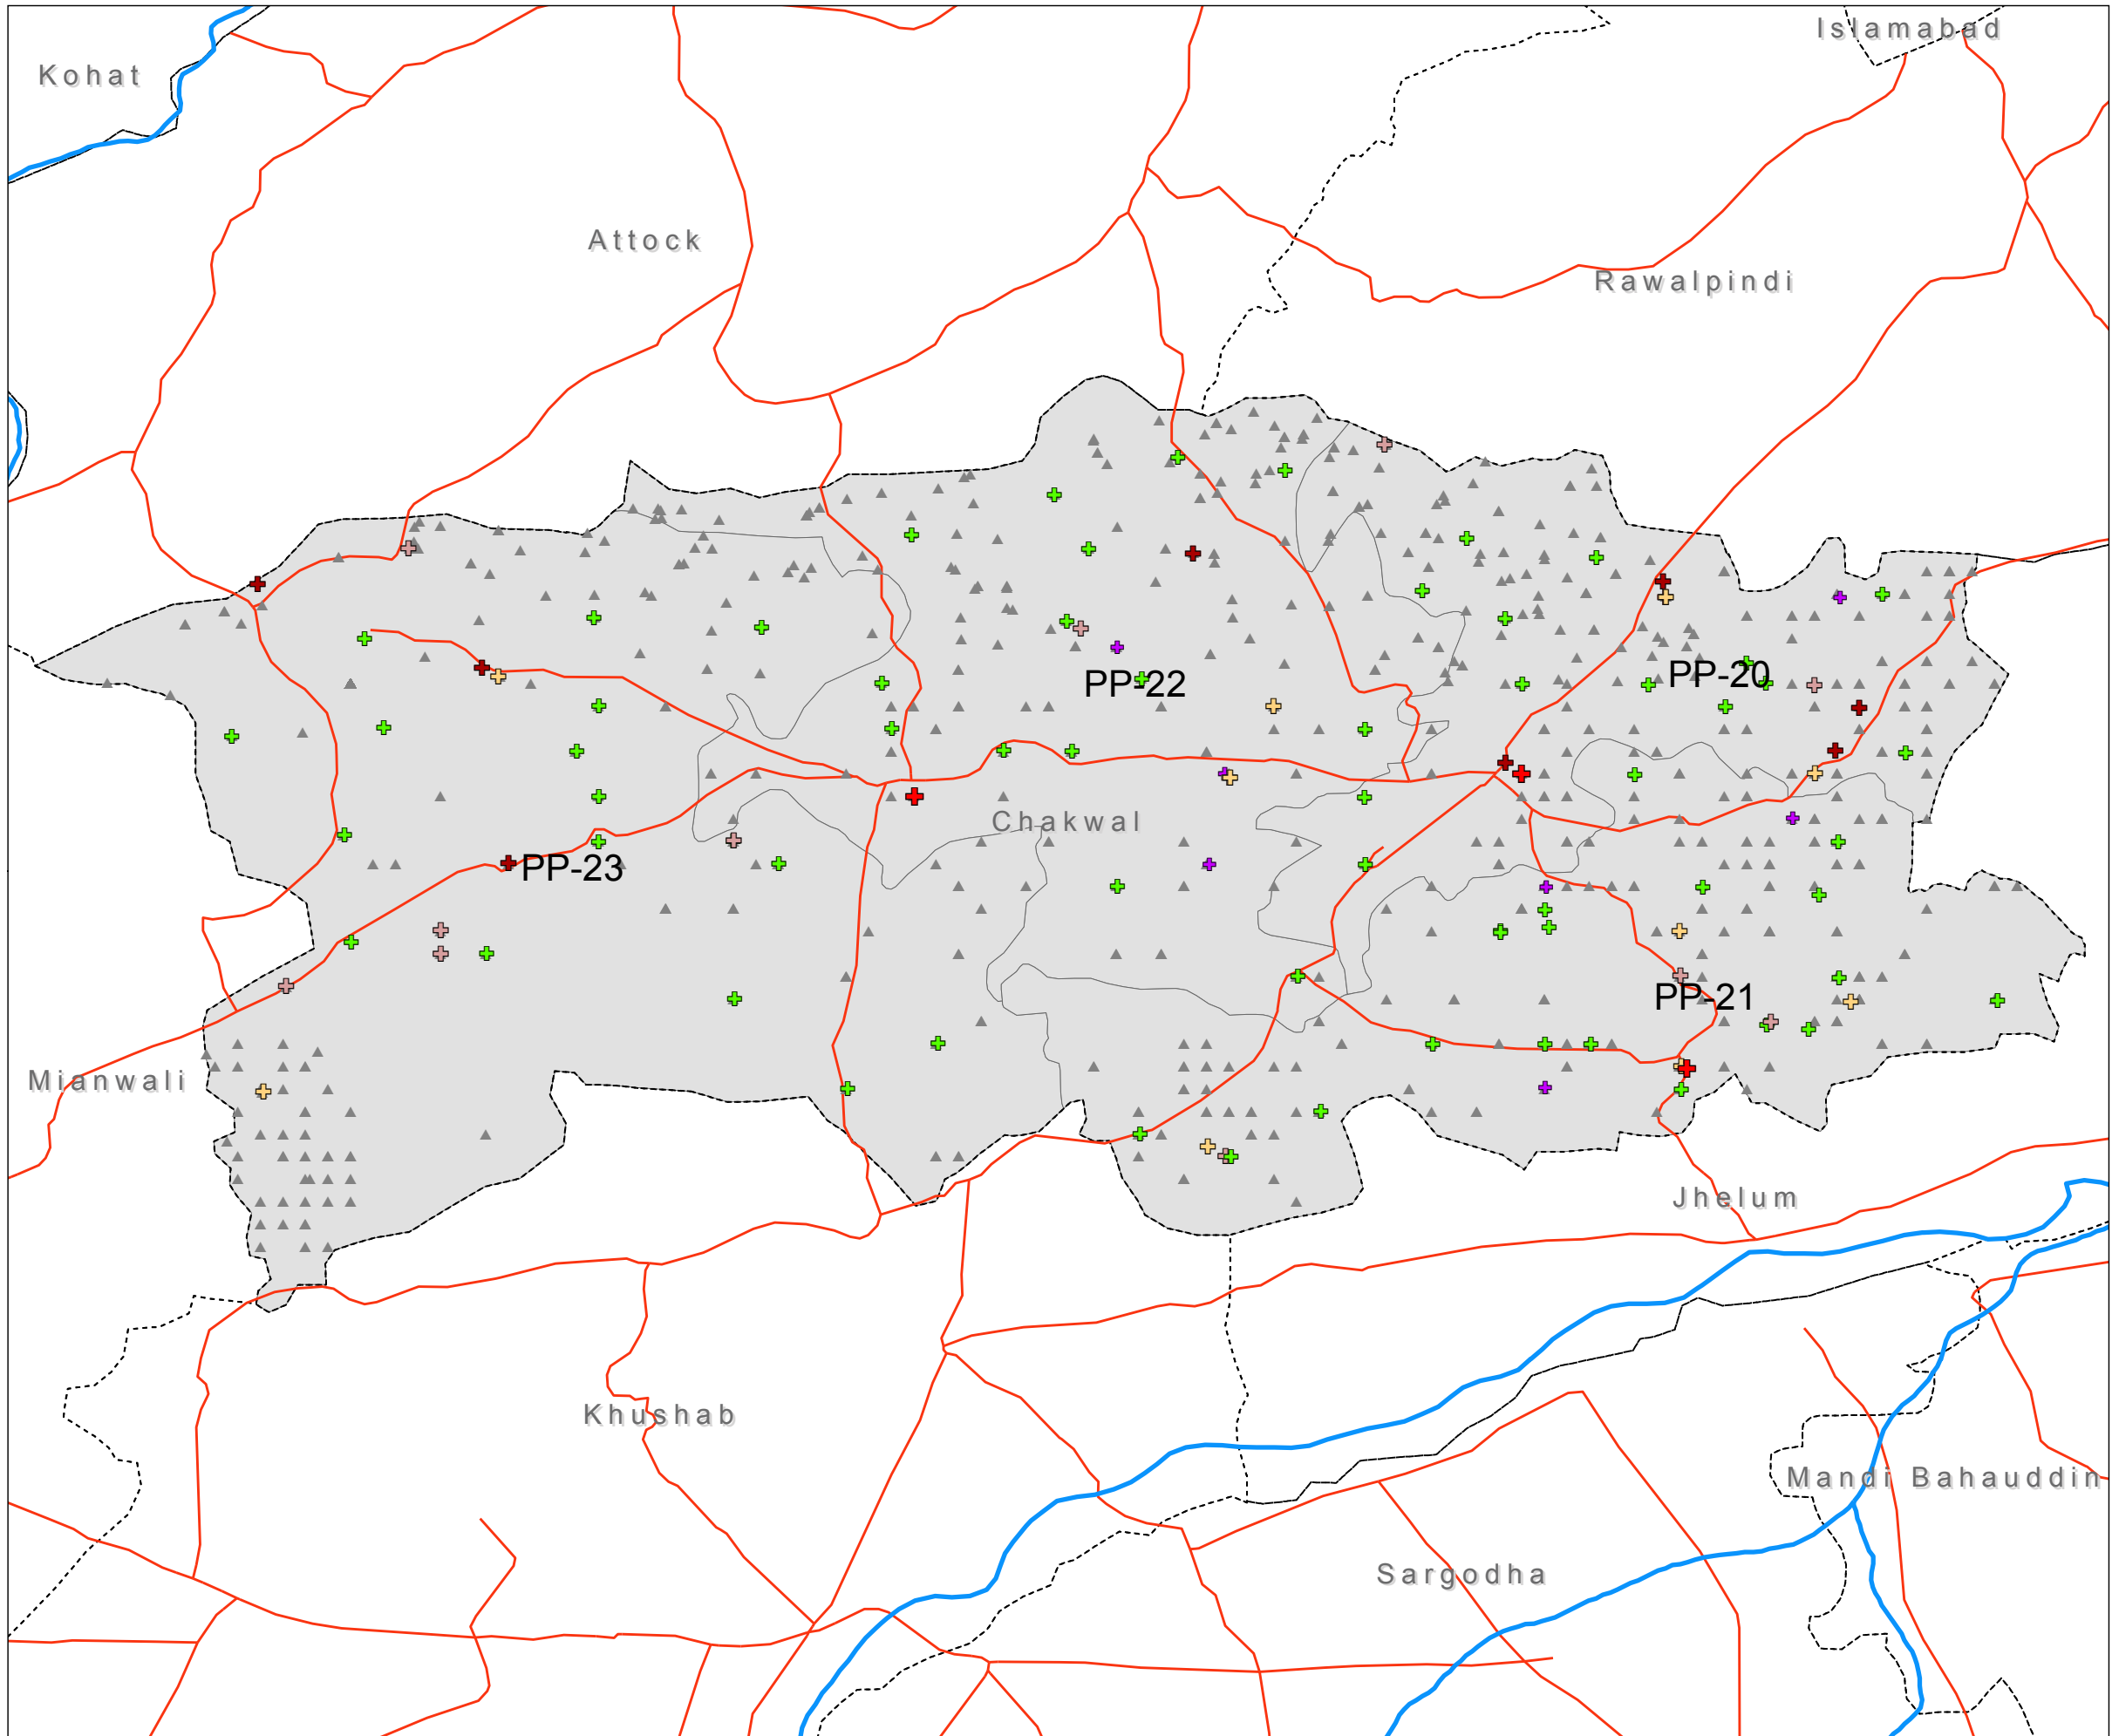 Islamabad
Kohat
Attock
Rawalpindi
PP-20
PP-22
Chakwal
PP-23
PP-21
Mianwali
Jhelum
Khushab
Mandi Bahauddin
Sargodha